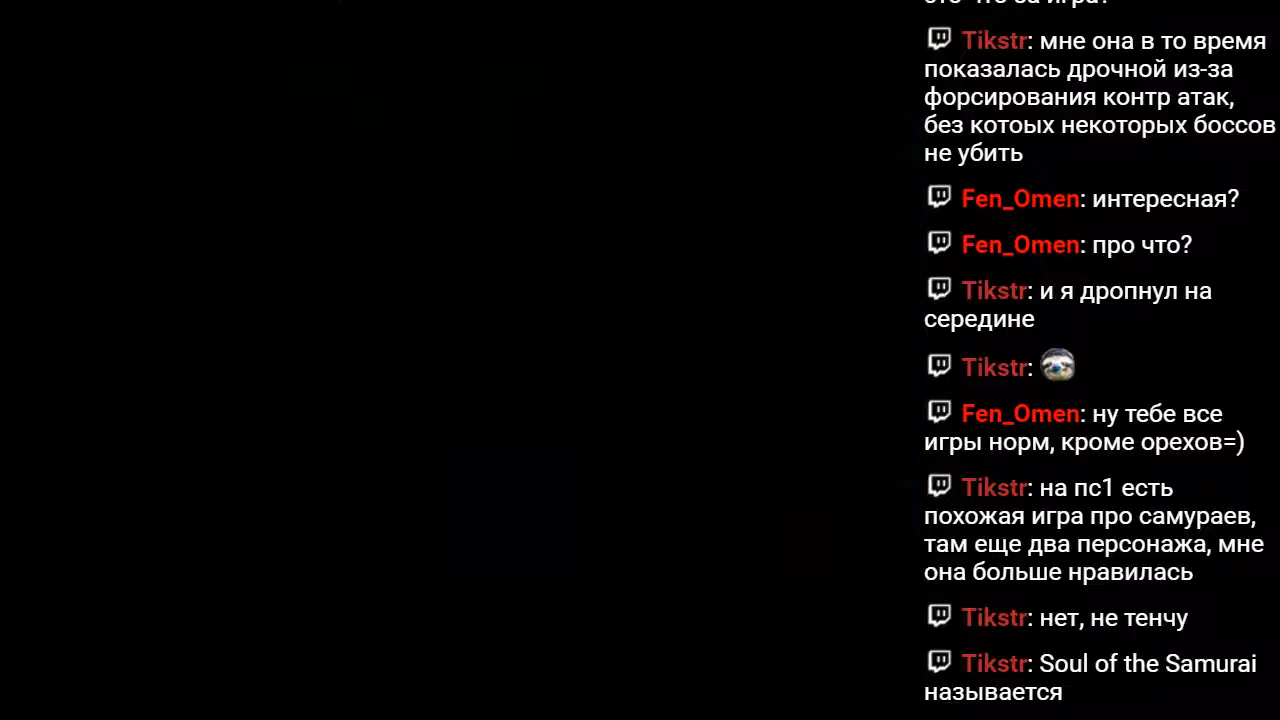 Tikstr: мне она в то время
показалась дрочной из-за
форсирования контр атак,
без котоых некоторых боссов
не убить
Fen_Omen: интересная?
Fen_Omen: про что?
Tikstr: и я дропнул на
середине
Tikstr:
Fen_Omen: ну тебе все
игры норм, кроме орехов=)
Tikstr: на пс1 есть
похожая игра про самураев,
там еще два персонажа, мне
она больше нравилась
Tikstr: нет, не тенчу
Tikstr: Soul of the Samurai
называется